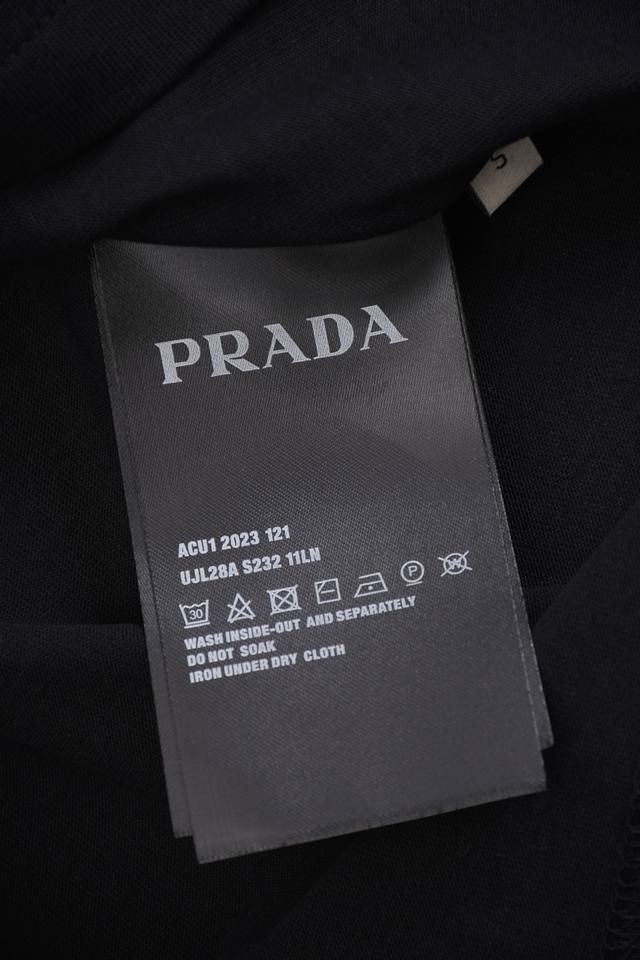 S
PRADA
ACU1 2023 121
UJL28A S232 11LN
30 P W
WASH INSIDE-OUT AND SEPARATELY
DO NOT SOAK
IRON UNDER DRY CLOTH